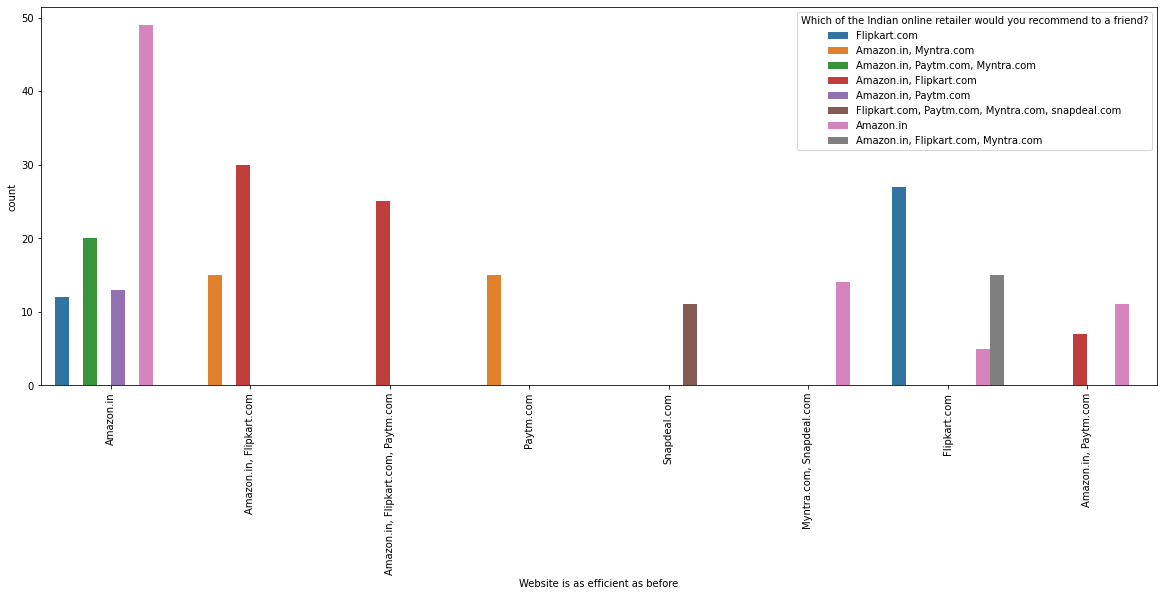 Which of the Indian online retailer would you recommend to a friend?
Flipkart.com
Amazon.in, Myntra.com
Amazon.in, Paytm.com, Myntra.com
Amazon.in, Flipkart.com
Amazon.in, Paytm.com
Flipkart.com, Paytm.com, Myntra.com, snapdeal.com
Amazon.in
Amazon.in, Flipkart.com, Myntra.com
count
50
40
30
20
10
0
Amazon.in
Amazon.in, Flipkart.com
Amazon.in, Flipkart.com, Paytm.com
Paytm.com
Snapdeal.com
Myntra.com, Snapdeal.com
Flipkart.com
Amazon.in, Paytm.com
Website is as efficient as before